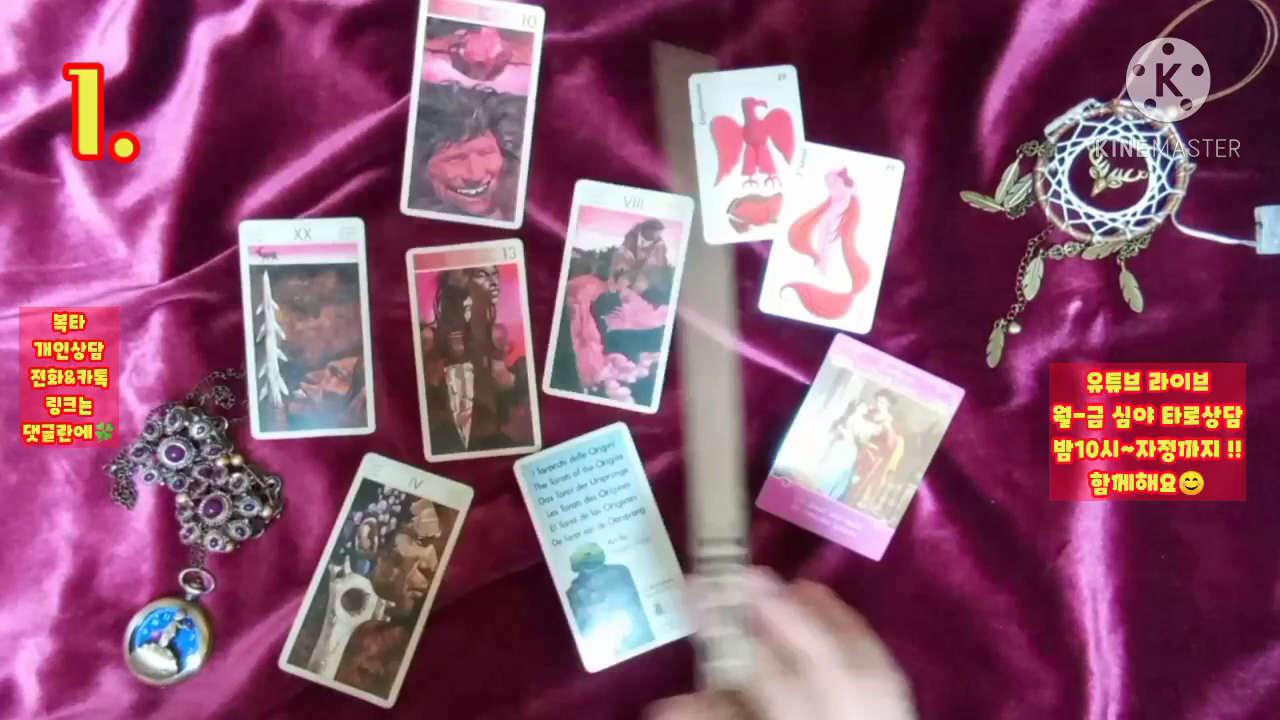 1.
10
XX
13
VIII
IV
복타
개인상담
전화&카톡
링크는
댓글란에🍀
I Tarocchi delle Origini
The Tarots of the Origins
Das Tarot der Ursprünge
Les Tarots des Origines
El Tarot de los Orígenes
K
KINEMASTER
유튜브 라이브
월-금 심야 타로상담
밤10시~자정까지 !!
함께해요😊